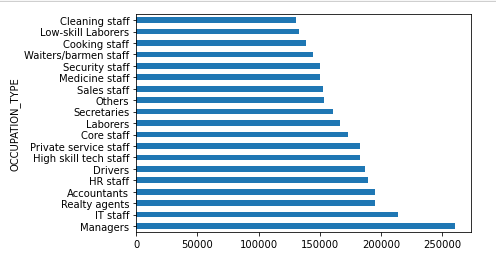 Cleaning staff
Low-skill Laborers
Cooking staff
Waiters/barmen staff
Security staff
Medicine staff
Sales staff
Others
Secretaries
Laborers
Core staff
Private service staff
High skill tech staff
Drivers
HR staff
Accountants
Realty agents
IT staff
Managers
OCCUPATION_TYPE
0 50000 100000 150000 200000 250000